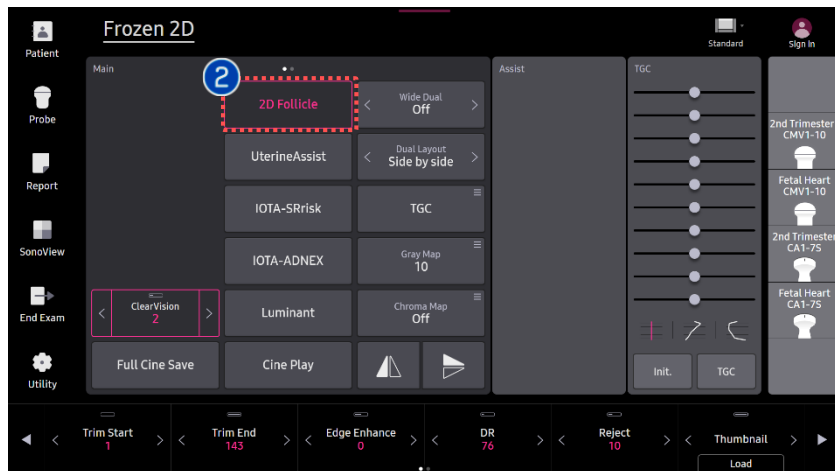 Frozen 2D
Standard
Sign In
Patient
Probe
Report
SonoView
End Exam
Utility
Main
2
2D Follicle
UterineAssist
IOTA-SRrisk
IOTA-ADNEX
Luminant
Cine Play
ClearVision
2
Full Cine Save
Wide Dual
Off
Dual Layout
Side by side
TGC
Gray Map
10
Chroma Map
Off
Assist
TGC
Init.
TGC
2nd Trimester
CMV1-10
Fetal Heart
CMV1-10
2nd Trimester
CA1-7S
Fetal Heart
CA1-7S
Trim Start
1
Trim End
143
Edge Enhance
0
DR
76
Reject
10
Thumbnail
Load